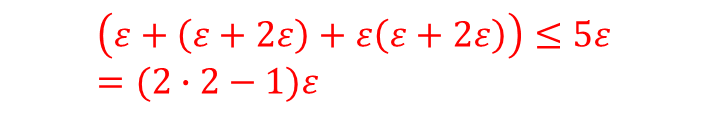 (ε + (ε + 2ε) + ε(ε + 2ε)) ≤ 5ε
= (2 · 2 − 1)ε